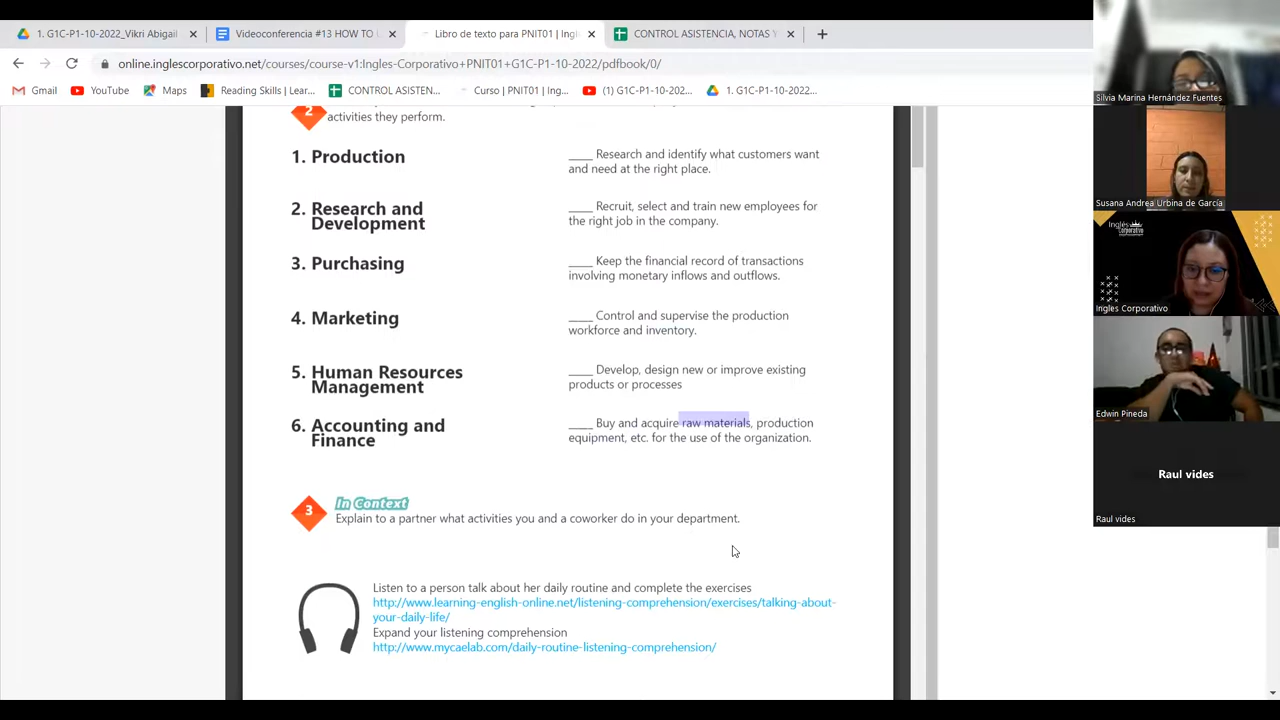 1. G1C-P1-10-2022_Vikri Abigail
Videoconferencia #13 HOW TO
Libro de texto para PNIT01 | Ingl
CONTROL ASISTENCIA, NOTAS Y
online.inglescorporativo.net/courses/course-v1:Ingles-Corporativo+PNIT01+G1C-P1-10-2022/pdfbook/0/
Gmail
YouTube
Maps
Reading Skills | Lear...
CONTROL ASISTEN...
Curso | PNIT01 | Ing...
(1) G1C-P1-10-202...
1. G1C-P1-10-2022...
2
activities they perform.
1. Production
____ Research and identify what customers want
and need at the right place.
2. Research and
Development
____ Recruit, select and train new employees for
the right job in the company.
3. Purchasing
____ Keep the financial record of transactions
involving monetary inflows and outflows.
4. Marketing
____ Control and supervise the production
workforce and inventory.
5. Human Resources
Management
____ Develop, design new or improve existing
products or processes
6. Accounting and
Finance
____ Buy and acquire raw materials, production
equipment, etc. for the use of the organization.
3
In Context
Explain to a partner what activities you and a coworker do in your department.
Listen to a person talk about her daily routine and complete the exercises
http://www.learning-english-online.net/listening-comprehension/exercises/talking-about-
your-daily-life/
Expand your listening comprehension
http://www.mycaelab.com/daily-routine-listening-comprehension/
Silvia Marina Hernández Fuentes
Susana Andrea Urbina de García
Inglés
Corporativo
Ingles Corporativo
Edwin Pineda
Raul vides
Raul vides